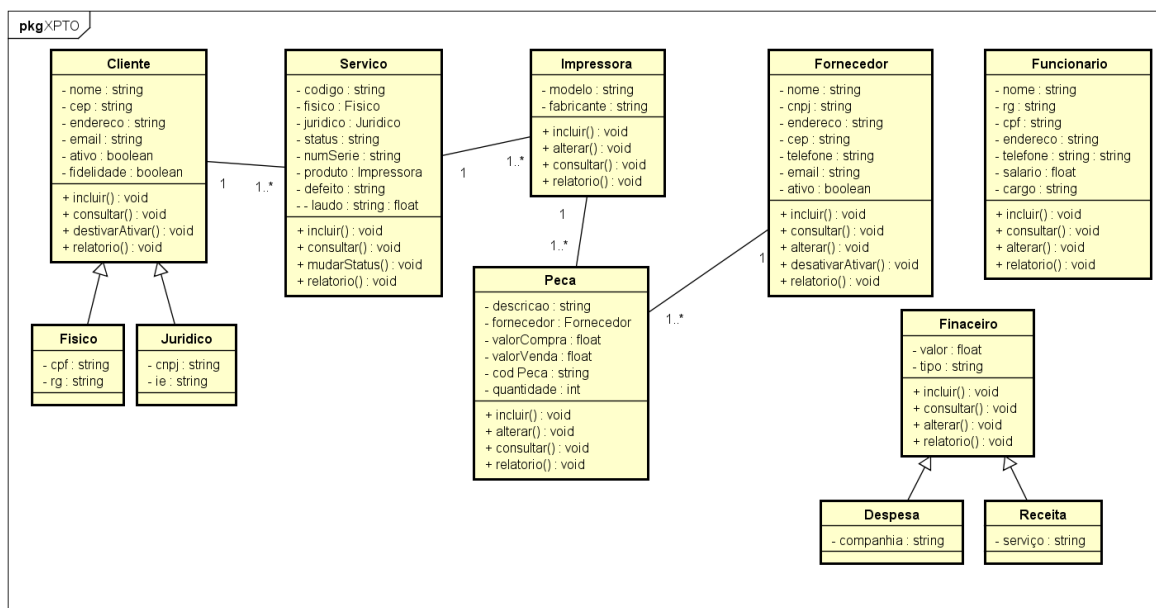 pkg XPTO
Cliente
- nome : string
- cep : string
- endereco : string
- email : string
- ativo : boolean
- fidelidade : boolean
+ incluir() : void
+ consultar() : void
+ destivarAtivar() : void
+ relatorio() : void
Servico
- codigo : string
- fisico : Fisico
- juridico : Juridico
- status : string
- numSerie : string
- produto : Impressora
- defeito : string
- - laudo : string : float
+ incluir() : void
+ consultar() : void
+ mudarStatus() : void
+ relatorio() : void
Impressora
- modelo : string
- fabricante : string
+ incluir() : void
+ alterar() : void
+ consultar() : void
+ relatorio() : void
Fornecedor
- nome : string
- cnpj : string
- endereco : string
- cep : string
- telefone : string
- email : string
- ativo : boolean
+ incluir() : void
+ consultar() : void
+ alterar() : void
+ desativarAtivar() : void
+ relatorio() : void
Funcionario
- nome : string
- rg : string
- cpf : string
- endereco : string
- telefone : string : string
- salario : float
- cargo : string
+ incluir() : void
+ consultar() : void
+ alterar() : void
+ relatorio() : void
1
1..*
1
1..*
1
1..*
1
1..*
Peca
- descricao : string
- fornecedor : Fornecedor
- valorCompra : float
- valorVenda : float
- cod Peca : string
- quantidade : int
+ incluir() : void
+ alterar() : void
+ consultar() : void
+ relatorio() : void
Fisico
- cpf : string
- rg : string
Juridico
- cnpj : string
- ie : string
Finaceiro
- valor : float
- tipo : string
+ incluir() : void
+ consultar() : void
+ alterar() : void
+ relatorio() : void
Despesa
- companhia : string
Receita
- serviço : string